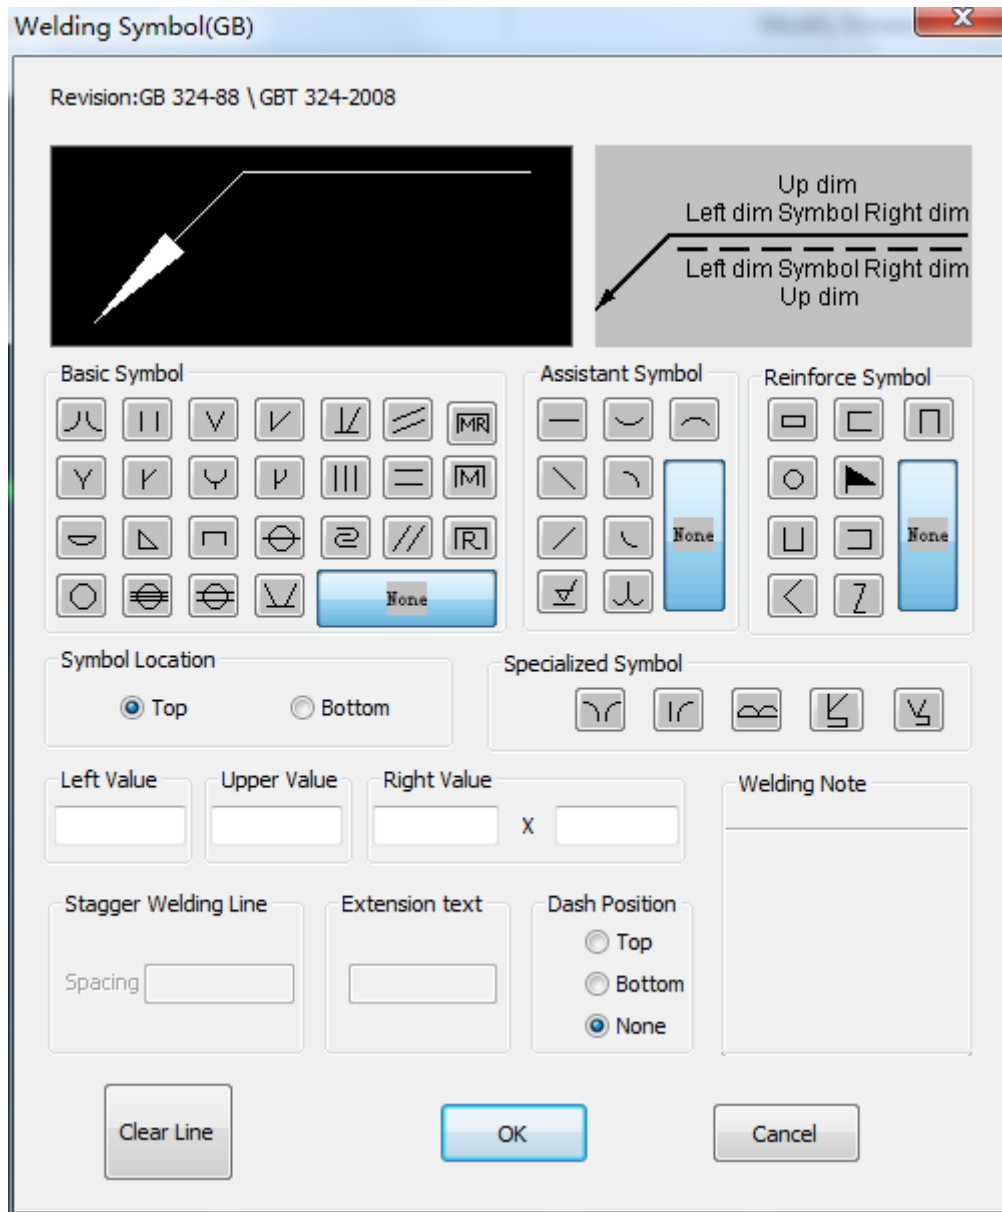 Welding Symbol(GB)
Revision:GB 324-88 \ GBT 324-2008
Up dim
Left dim Symbol Right dim
Left dim Symbol Right dim
Up dim
Basic Symbol
MR
M
R
None
Assistant Symbol
None
Reinforce Symbol
None
Symbol Location
Top
Bottom
Specialized Symbol
Left Value
Upper Value
Right Value
X
Welding Note
Stagger Welding Line
Spacing
Extension text
Dash Position
Top
Bottom
None
Clear Line
OK
Cancel